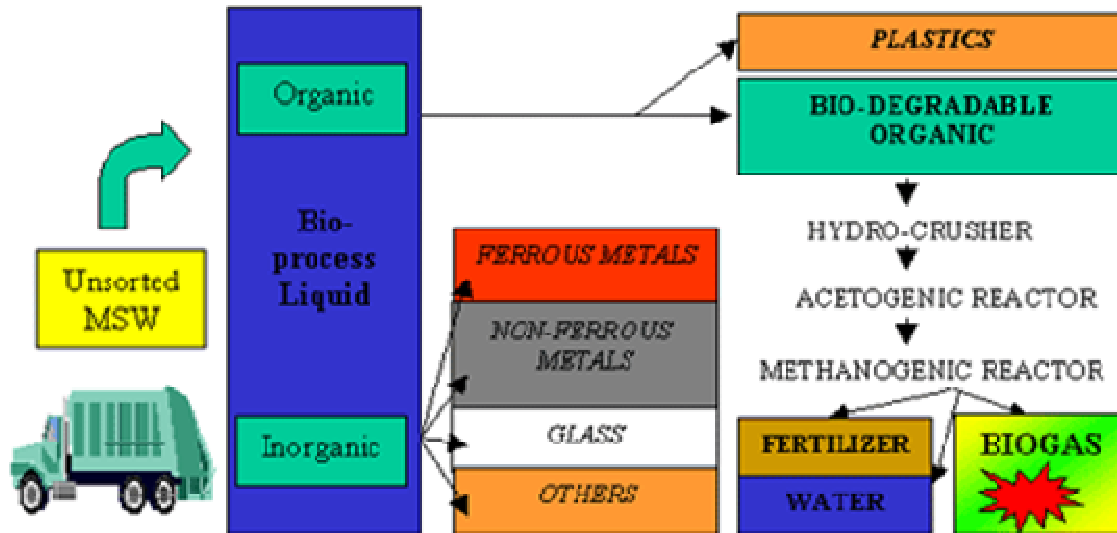 Unsorted
MSW
Organic
Bio-
process
Liquid
Inorganic
FERROUS METALS
NON-FERROUS
METALS
GLASS
OTHERS
PLASTICS
BIO-DEGRADABLE
ORGANIC
HYDRO-CRUSHER
ACETOGENIC REACTOR
METHANOGENIC REACTOR
FERTILIZER
WATER
BIOGAS